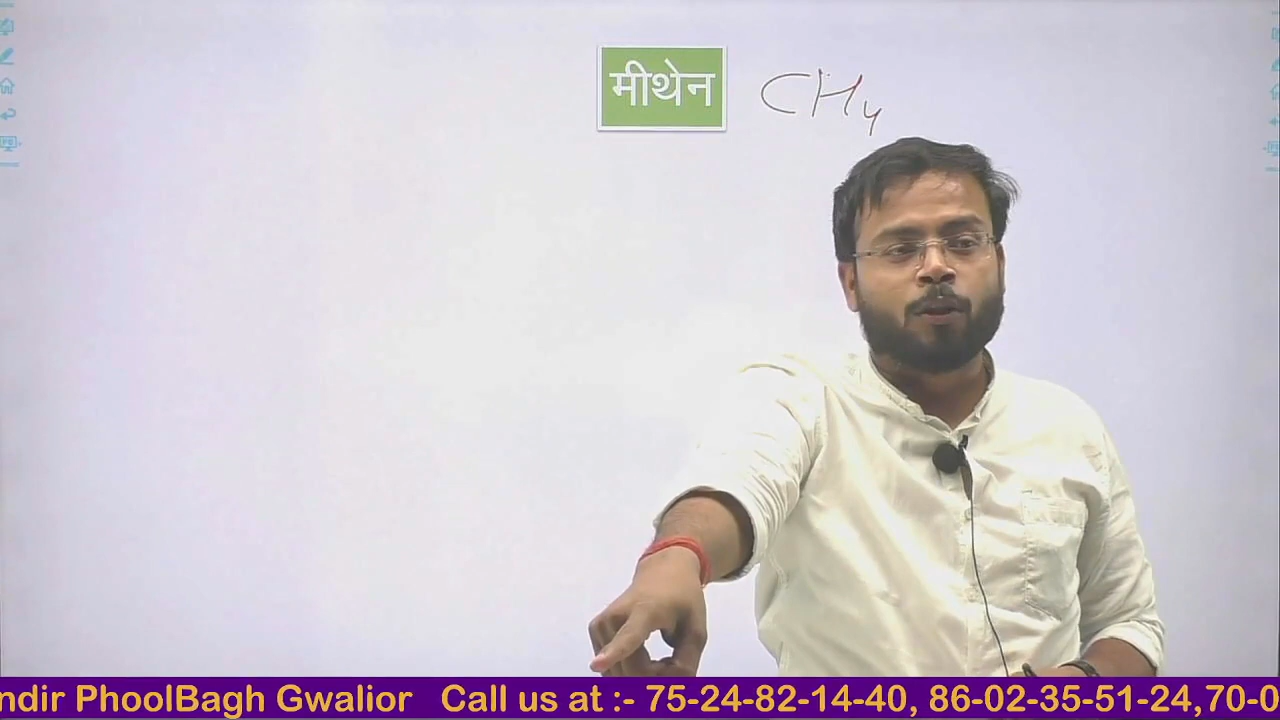 मीथेन CH4
ndir PhoolBagh Gwalior Call us at :- 75-24-82-14-40, 86-02-35-51-24,70-0